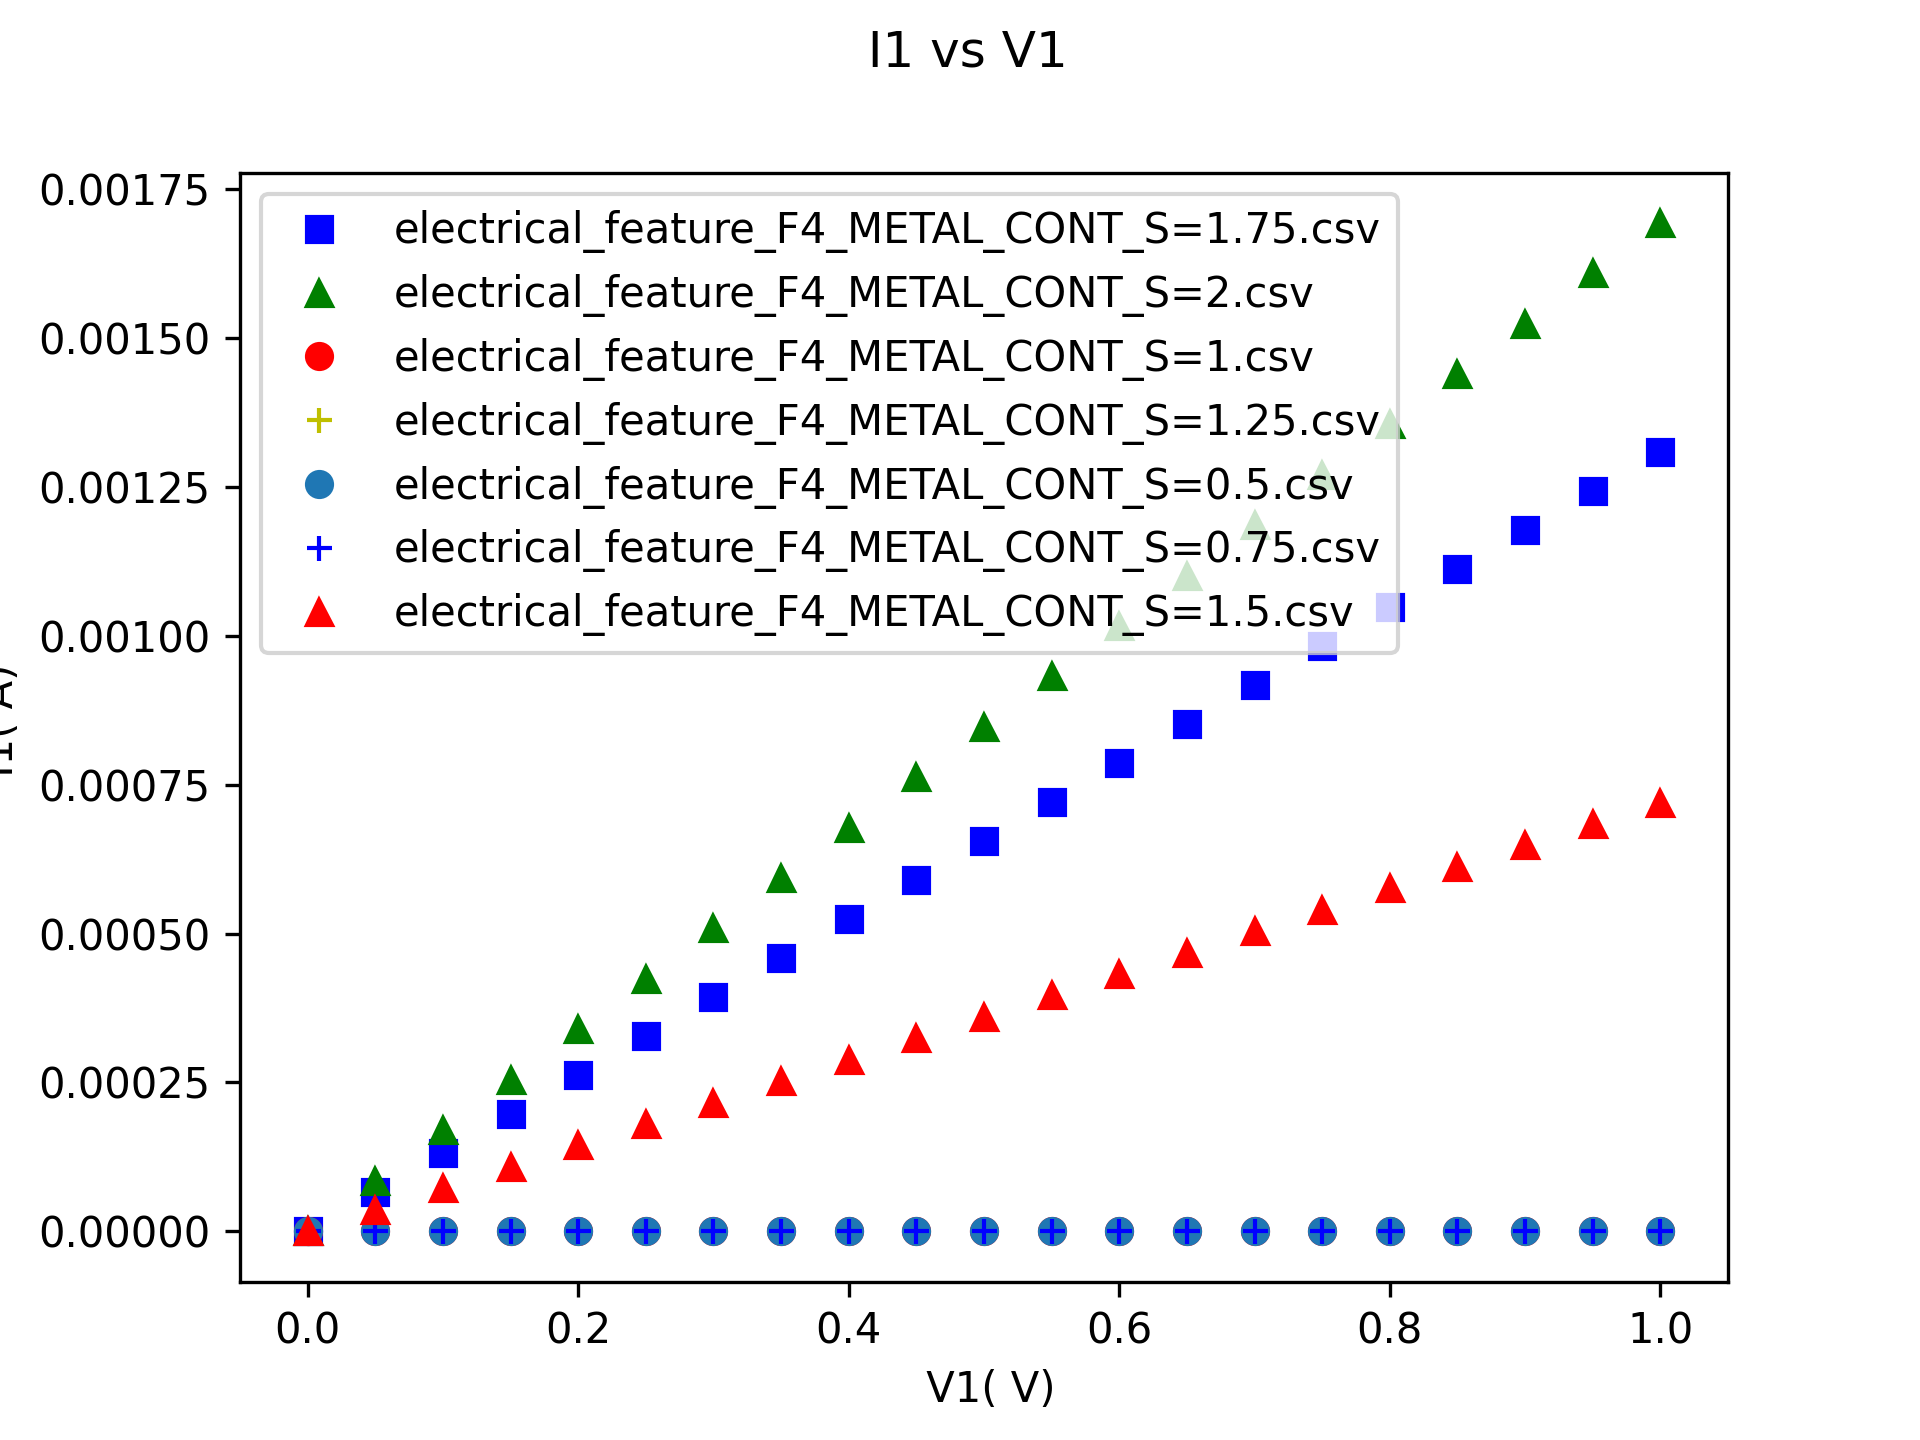 I1 vs V1
0.00175
0.00150
0.00125
0.00100
0.00075
0.00050
0.00025
0.00000
electrical_feature_F4_METAL_CONT_S=1.75.csv
electrical_feature_F4_METAL_CONT_S=2.csv
electrical_feature_F4_METAL_CONT_S=1.csv
electrical_feature_F4_METAL_CONT_S=1.25.csv
electrical_feature_F4_METAL_CONT_S=0.5.csv
electrical_feature_F4_METAL_CONT_S=0.75.csv
electrical_feature_F4_METAL_CONT_S=1.5.csv
0.0 0.2 0.4 0.6 0.8 1.0
V1( V)